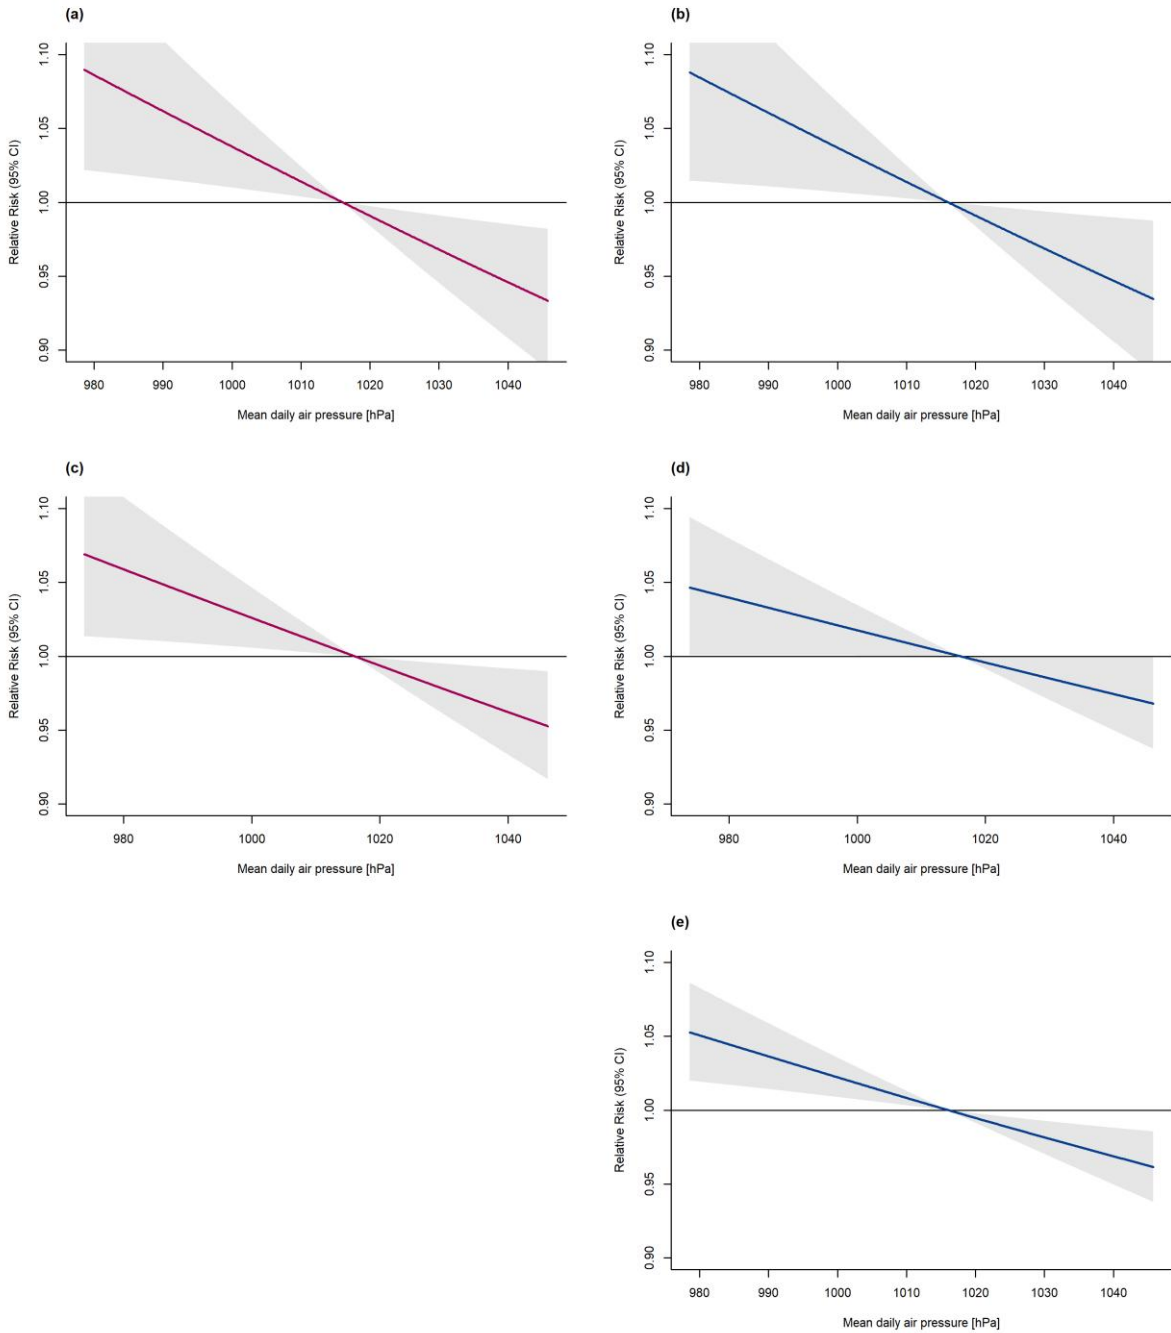 (a)
1.10
1.05
1.00
0.95
0.90
Relative Risk (95% CI)
980 990 1000 1010 1020 1030 1040
Mean daily air pressure [hPa]
(b)
1.10
1.05
1.00
0.95
0.90
Relative Risk (95% CI)
980 990 1000 1010 1020 1030 1040
Mean daily air pressure [hPa]
(c)
1.10
1.05
1.00
0.95
0.90
Relative Risk (95% CI)
980 1000 1020 1040
Mean daily air pressure [hPa]
(d)
1.10
1.05
1.00
0.95
0.90
Relative Risk (95% CI)
980 1000 1020 1040
Mean daily air pressure [hPa]
(e)
1.10
1.05
1.00
0.95
0.90
Relative Risk (95% CI)
980 990 1000 1010 1020 1030 1040
Mean daily air pressure [hPa]